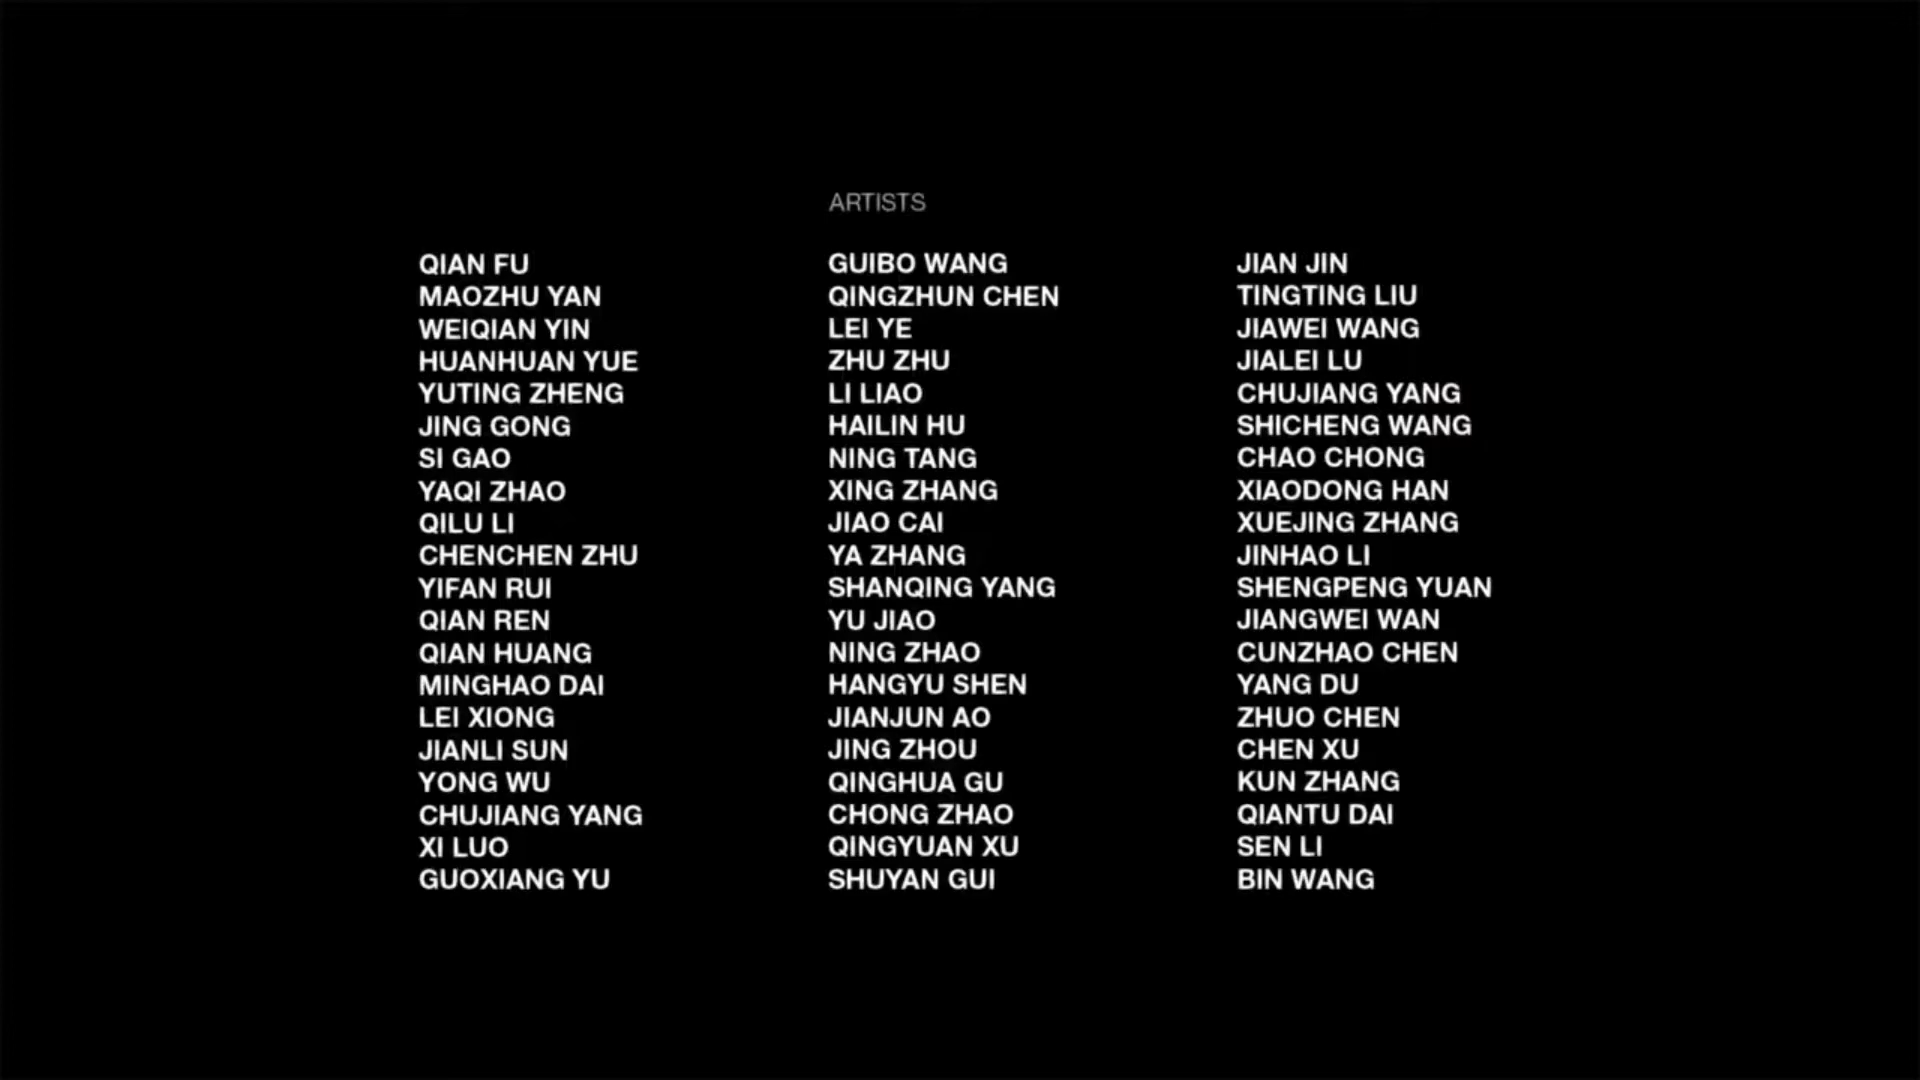 ARTISTS
QIAN FU
MAOZHU YAN
WEIQIAN YIN
HUANHUAN YUE
YUTING ZHENG
JING GONG
SI GAO
YAQI ZHAO
QILU LI
CHENCHEN ZHU
YIFAN RUI
QIAN REN
QIAN HUANG
MINGHAO DAI
LEI XIONG
JIANLI SUN
YONG WU
CHUJIANG YANG
XI LUO
GUOXIANG YU
GUIBO WANG
QINGZHUN CHEN
LEI YE
ZHU ZHU
LI LIAO
HAILIN HU
NING TANG
XING ZHANG
JIAO CAI
YA ZHANG
SHANQING YANG
YU JIAO
NING ZHAO
HANGYU SHEN
JIANJUN AO
JING ZHOU
QINGHUA GU
CHONG ZHAO
QINGYUAN XU
SHUYAN GUI
JIAN JIN
TINGTING LIU
JIAWEI WANG
JIALEI LU
CHUJIANG YANG
SHICHENG WANG
CHAO CHONG
XIAODONG HAN
XUEJING ZHANG
JINHAO LI
SHENGPENG YUAN
JIANGWEI WAN
CUNZHAO CHEN
YANG DU
ZHUO CHEN
CHEN XU
KUN ZHANG
QIANTU DAI
SEN LI
BIN WANG